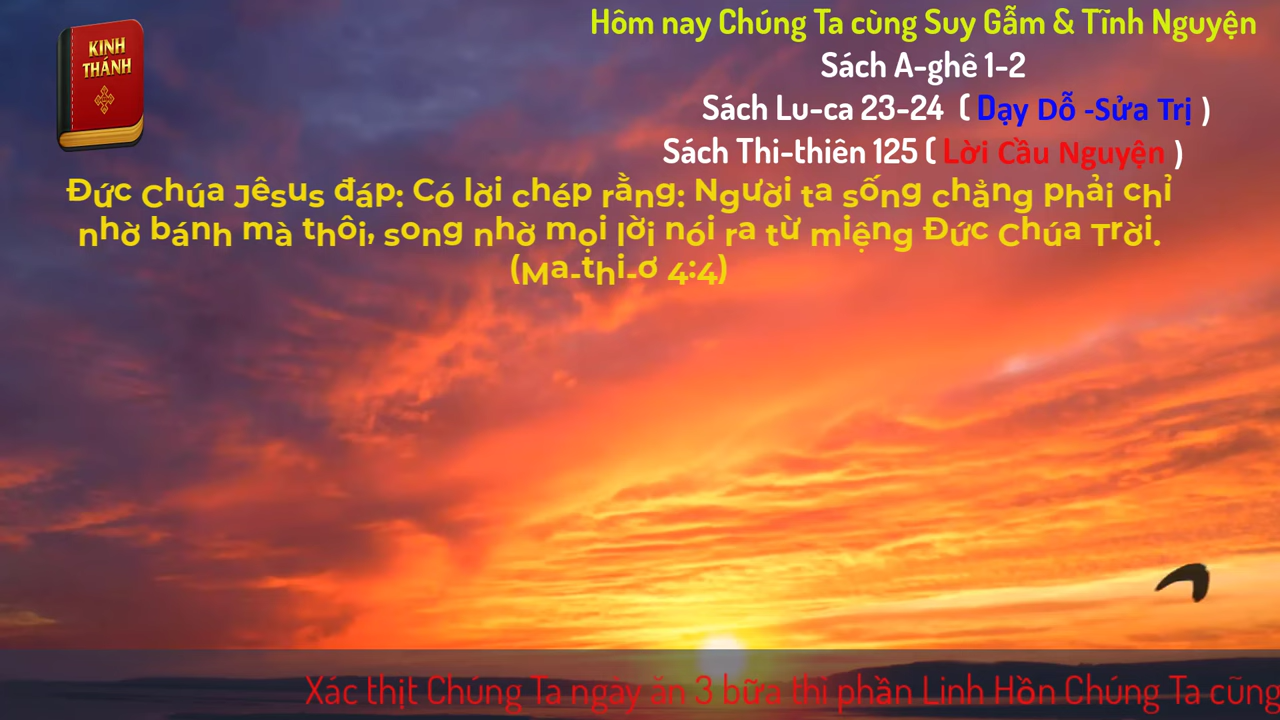 KINH
THÁNH
Hôm nay Chúng Ta cùng Suy Gẫm & Tĩnh Nguyện
Sách A-ghê 1-2
Sách Lu-ca 23-24 ( Dạy Dỗ -Sửa Trị )
Sách Thi-thiên 125 ( Lời Cầu Nguyện )
Đức Chúa Jêsus đáp: Có lời chép rằng: Người ta sống chẳng phải chỉ
nhờ bánh mà thôi, song nhờ mọi lời nói ra từ miệng Đức Chúa Trời.
(Ma-thi-ơ 4:4)
Xác thịt Chúng Ta ngày ăn 3 bữa thì phần Linh Hồn Chúng Ta cũng